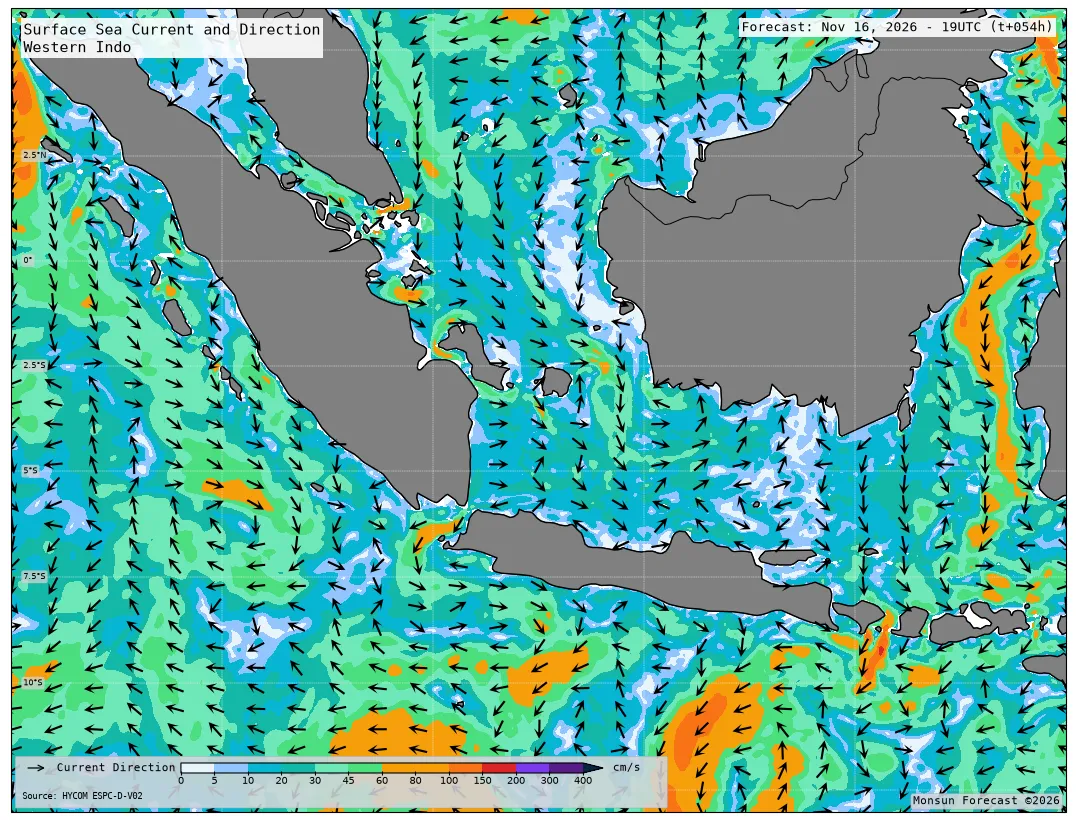 Surface Sea Current and Direction
Western Indo
Forecast: Nov 16, 2026 - 19UTC (t+054h)
2.5°N
0°
2.5°S
5°S
7.5°S
10°S
Current Direction
0 5 10 20 30 45 60 80 100 150 200 300 400 cm/s
Source: HYCOM ESPC-D-V02
Monsun Forecast ©2026